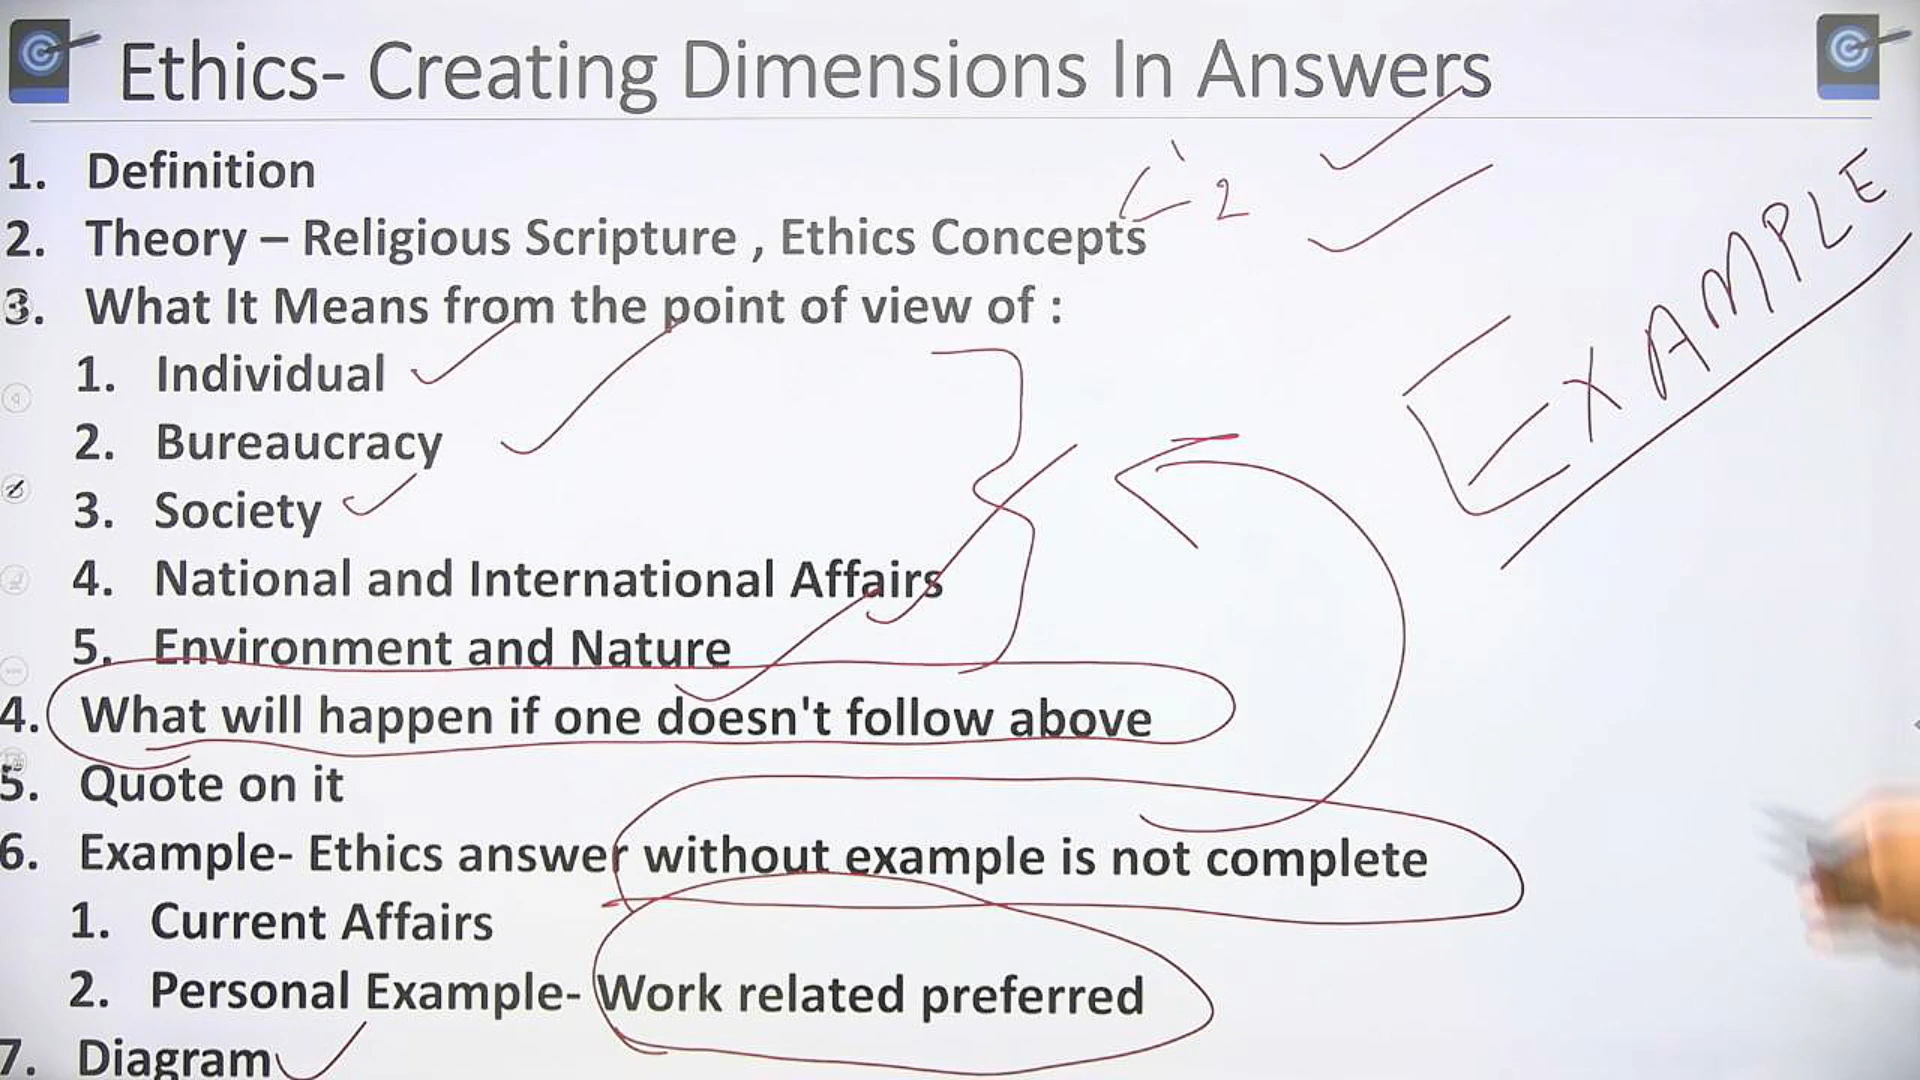 Ethics- Creating Dimensions In Answers
1. Definition
2. Theory – Religious Scripture , Ethics Concepts
3. What It Means from the point of view of :
1. Individual
2. Bureaucracy
3. Society
4. National and International Affairs
5. Environment and Nature
4. What will happen if one doesn't follow above
5. Quote on it
6. Example- Ethics answer without example is not complete
1. Current Affairs
2. Personal Example- Work related preferred
7. Diagram
EXAMPLE